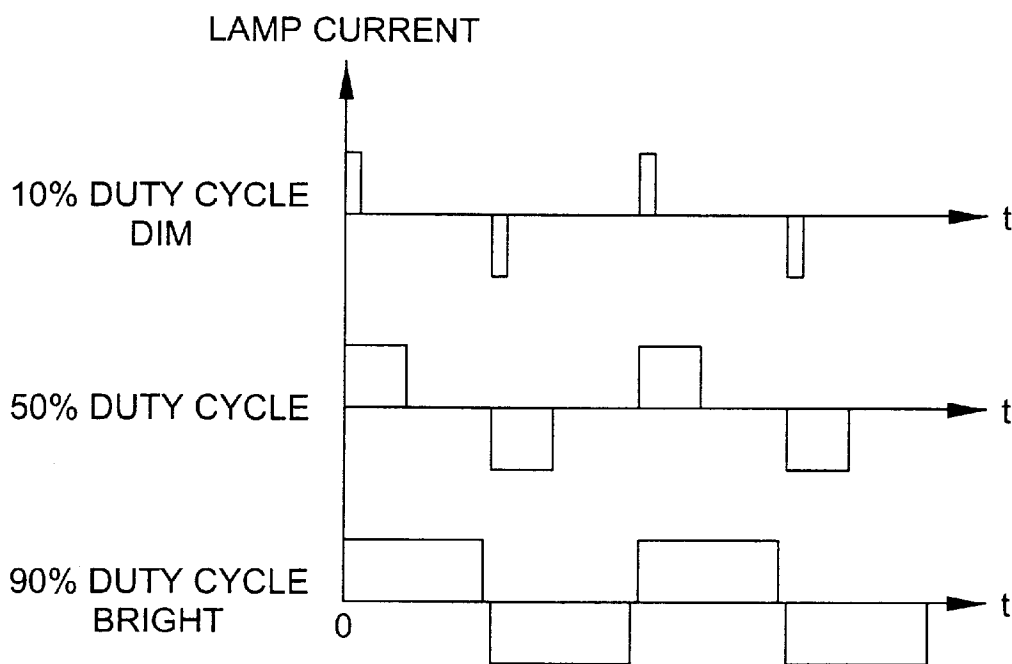 LAMP CURRENT
10% DUTY CYCLE
DIM
t
50% DUTY CYCLE
t
90% DUTY CYCLE
BRIGHT
t
0